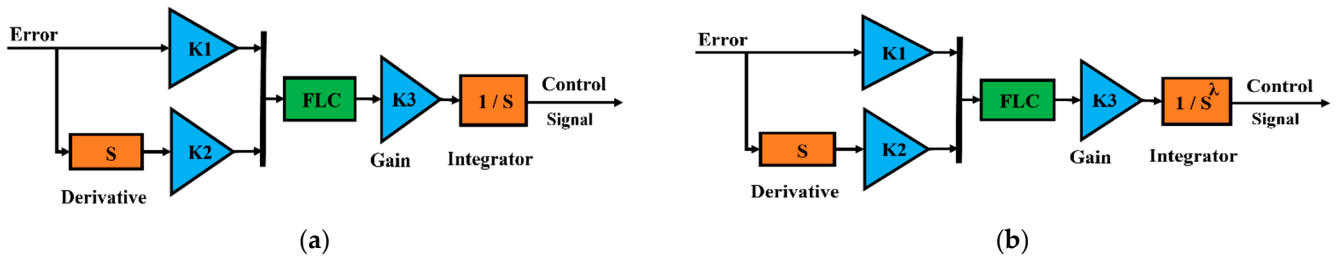 Error
K1
FLC
K3
1 / S
Control
Signal
S
K2
Gain
Integrator
Derivative
(a)
Error
K1
FLC
K3
1 / S^λ
Control
Signal
S
K2
Gain
Integrator
Derivative
(b)